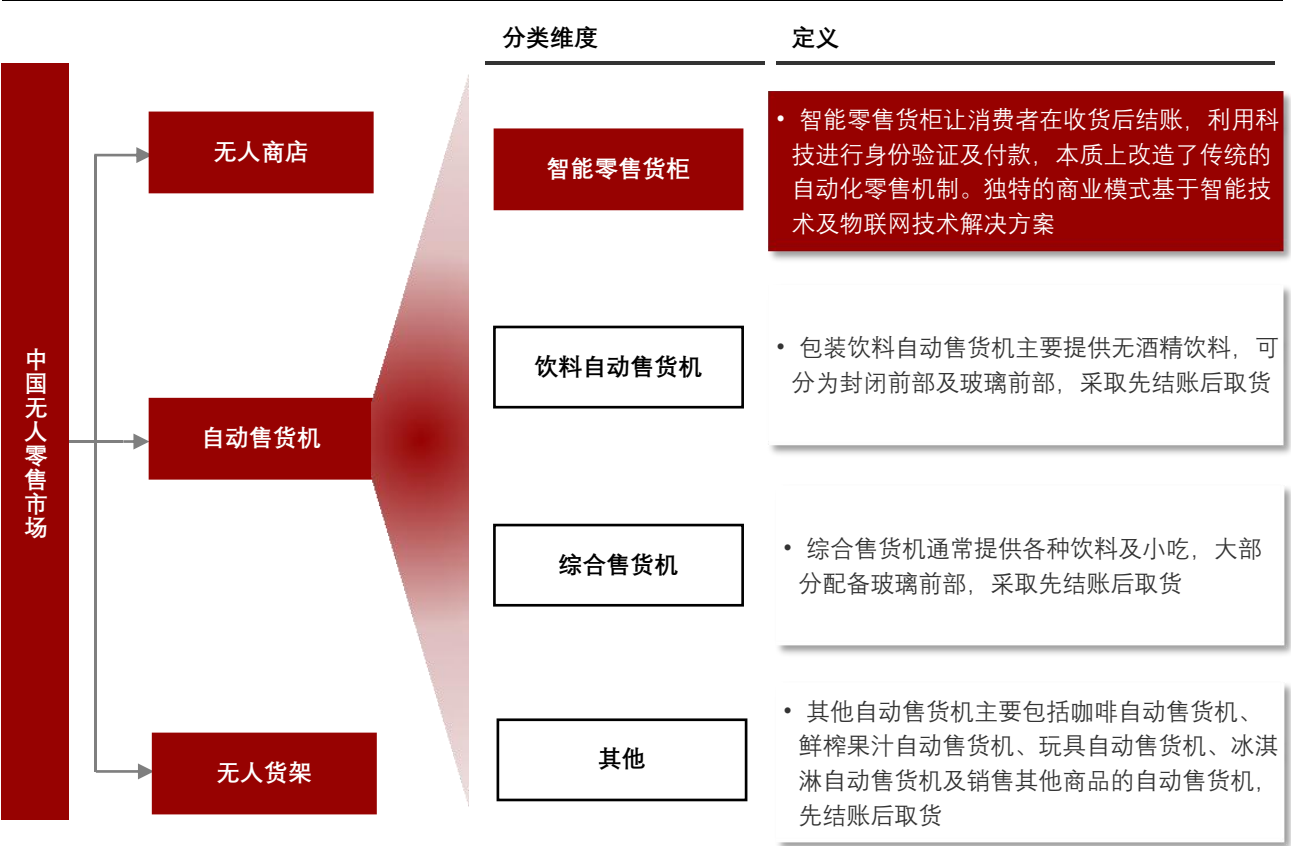 分类维度
定义
中国无人零售市场
无人商店
自动售货机
无人货架
智能零售货柜
• 智能零售货柜让消费者在收货后结账，利用科
技进行身份验证及付款，本质上改造了传统的
自动化零售机制。独特的商业模式基于智能技
术及物联网技术解决方案
饮料自动售货机
• 包装饮料自动售货机主要提供无酒精饮料，可
分为封闭前部及玻璃前部，采取先结账后取货
综合售货机
• 综合售货机通常提供各种饮料及小吃，大部
分配备玻璃前部，采取先结账后取货
其他
• 其他自动售货机主要包括咖啡自动售货机、
鲜榨果汁自动售货机、玩具自动售货机、冰淇
淋自动售货机及销售其他商品的自动售货机，
先结账后取货